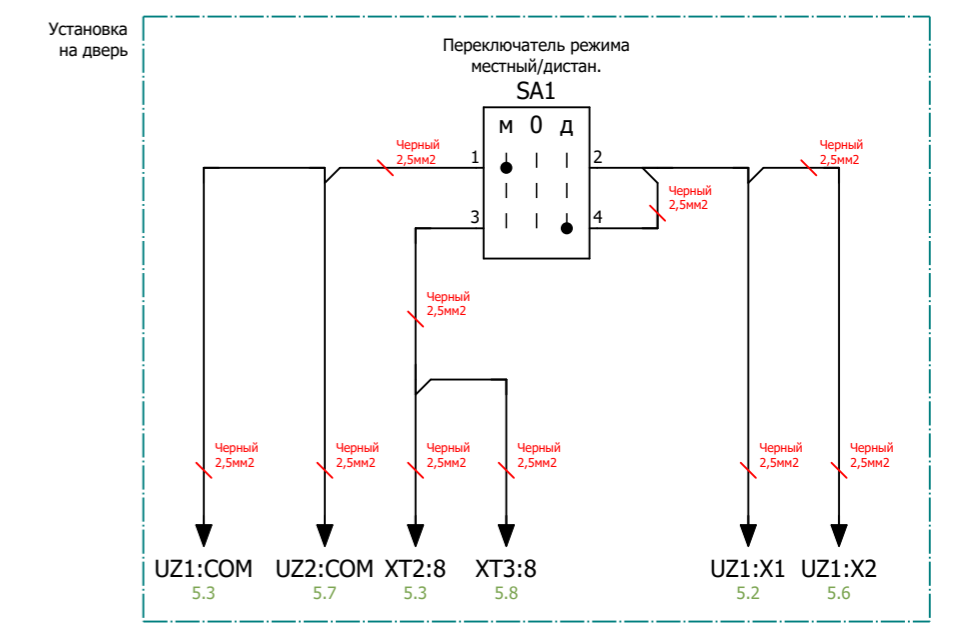 Установка
на дверь
Переключатель режима
местный/дистан.
SA1
м 0 д
Черный
2,5мм2
1
2
Черный
2,5мм2
Черный
2,5мм2
3
4
Черный
2,5мм2
Черный
2,5мм2
Черный
2,5мм2
Черный
2,5мм2
Черный
2,5мм2
Черный
2,5мм2
Черный
2,5мм2
UZ1:COM UZ2:COM XT2:8 XT3:8 UZ1:X1 UZ1:X2
5.3 5.7 5.3 5.8 5.2 5.6